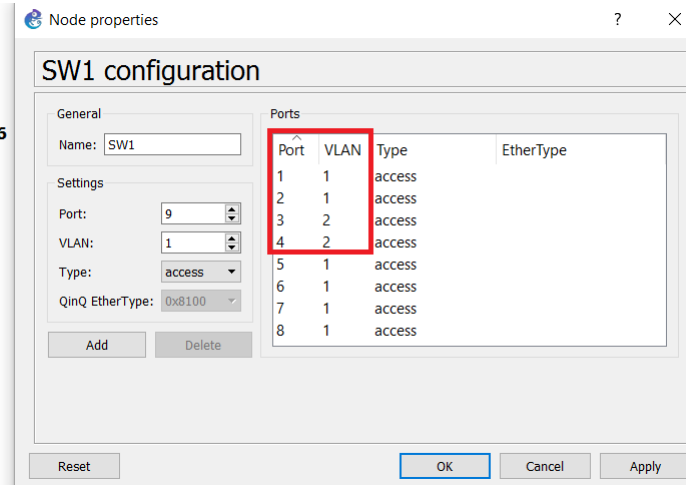 Node properties ? ×
SW1 configuration
6
General
Name: SW1
Settings
Port: 9
VLAN: 1
Type: access
QinQ EtherType: 0x8100
Add Delete
Ports
Port VLAN Type EtherType
1 1 access
2 1 access
3 2 access
4 2 access
5 1 access
6 1 access
7 1 access
8 1 access
Reset OK Cancel Apply